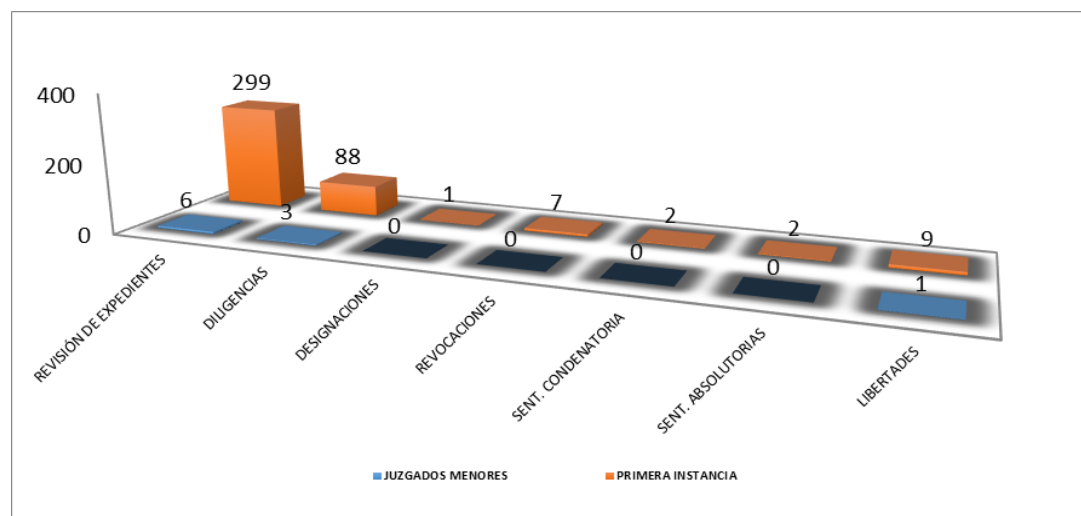 400
200
0
299
88
1
7
2
2
9
6
3
0
0
0
0
1
REVISIÓN DE EXPEDIENTES
DILIGENCIAS
DESIGNACIONES
REVOCACIONES
SENT. CONDENATORIA
SENT. ABSOLUTORIAS
LIBERTADES
JUZGADOS MENORES
PRIMERA INSTANCIA